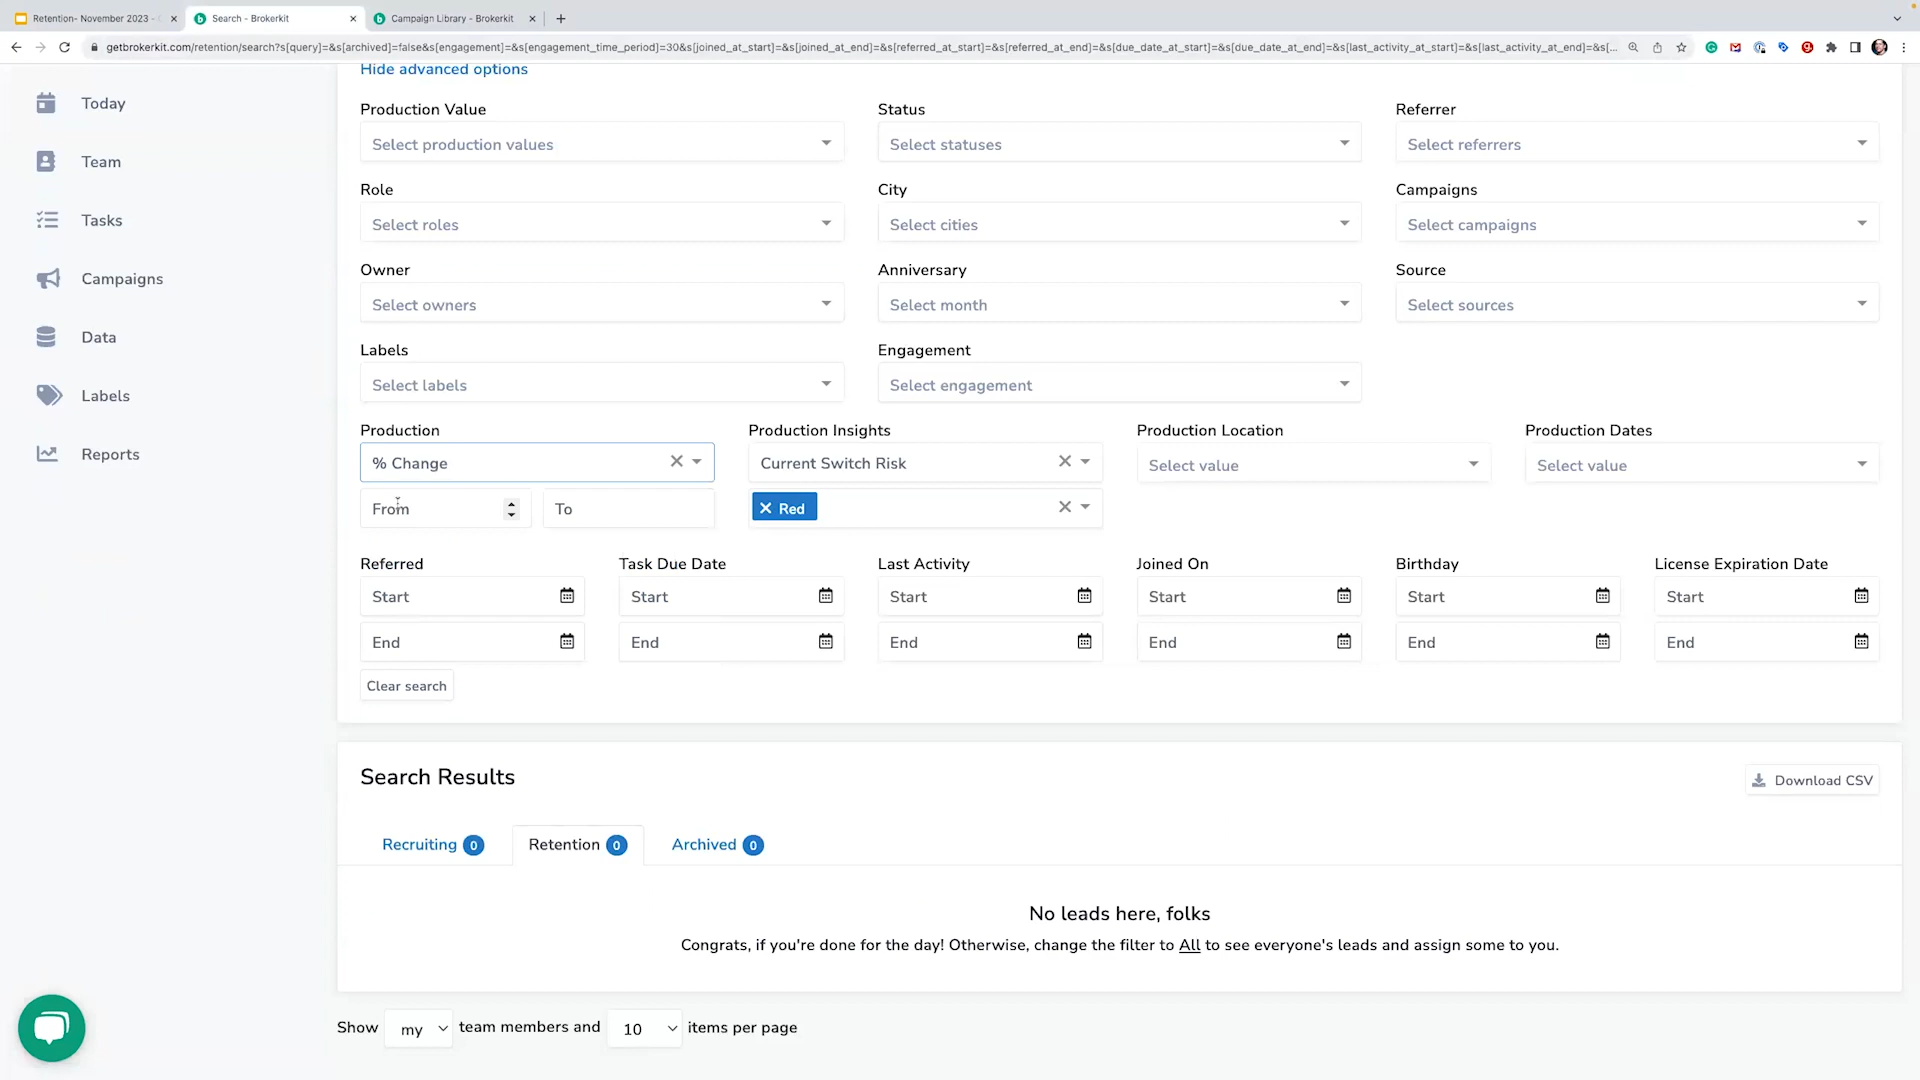 Retention- November 2023 -
Search - Brokerkit
Campaign Library - Brokerkit
getbrokerkit.com/retention/search?s[query]=&s[archived]=false&s[engagement]=&s[engagement_time_period]=30&s[joined_at_start]=&s[joined_at_end]=&s[referred_at_start]=&s[referred_at_end]=&s[due_date_at_start]=&s[due_date_at_end]=&s[last_activity_at_start]=&s[last_activity_at_end]=&s[...
Hide advanced options
Today
Team
Tasks
Campaigns
Data
Labels
Reports
Production Value Status Referrer
Select production values Select statuses Select referrers
Role City Campaigns
Select roles Select cities Select campaigns
Owner Anniversary Source
Select owners Select month Select sources
Labels Engagement
Select labels Select engagement
Production Production Insights Production Location Production Dates
% Change Current Switch Risk Select value Select value
From To Red
Referred Task Due Date Last Activity Joined On Birthday License Expiration Date
Start Start Start Start Start Start
End End End End End End
Clear search
Search Results
Download CSV
Recruiting 0 Retention 0 Archived 0
No leads here, folks
Congrats, if you're done for the day! Otherwise, change the filter to All to see everyone's leads and assign some to you.
Show my team members and 10 items per page